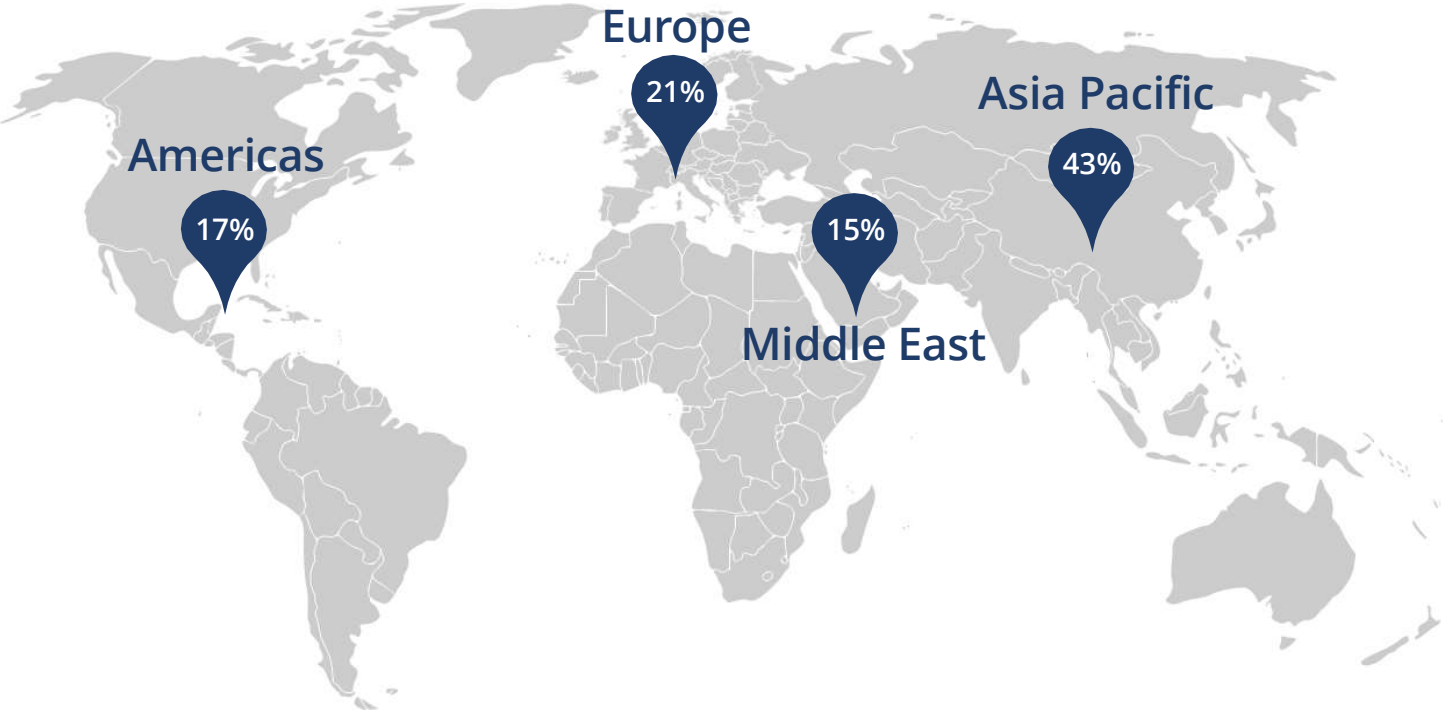 Europe
21%
Asia Pacific
43%
Americas
17%
15%
Middle East